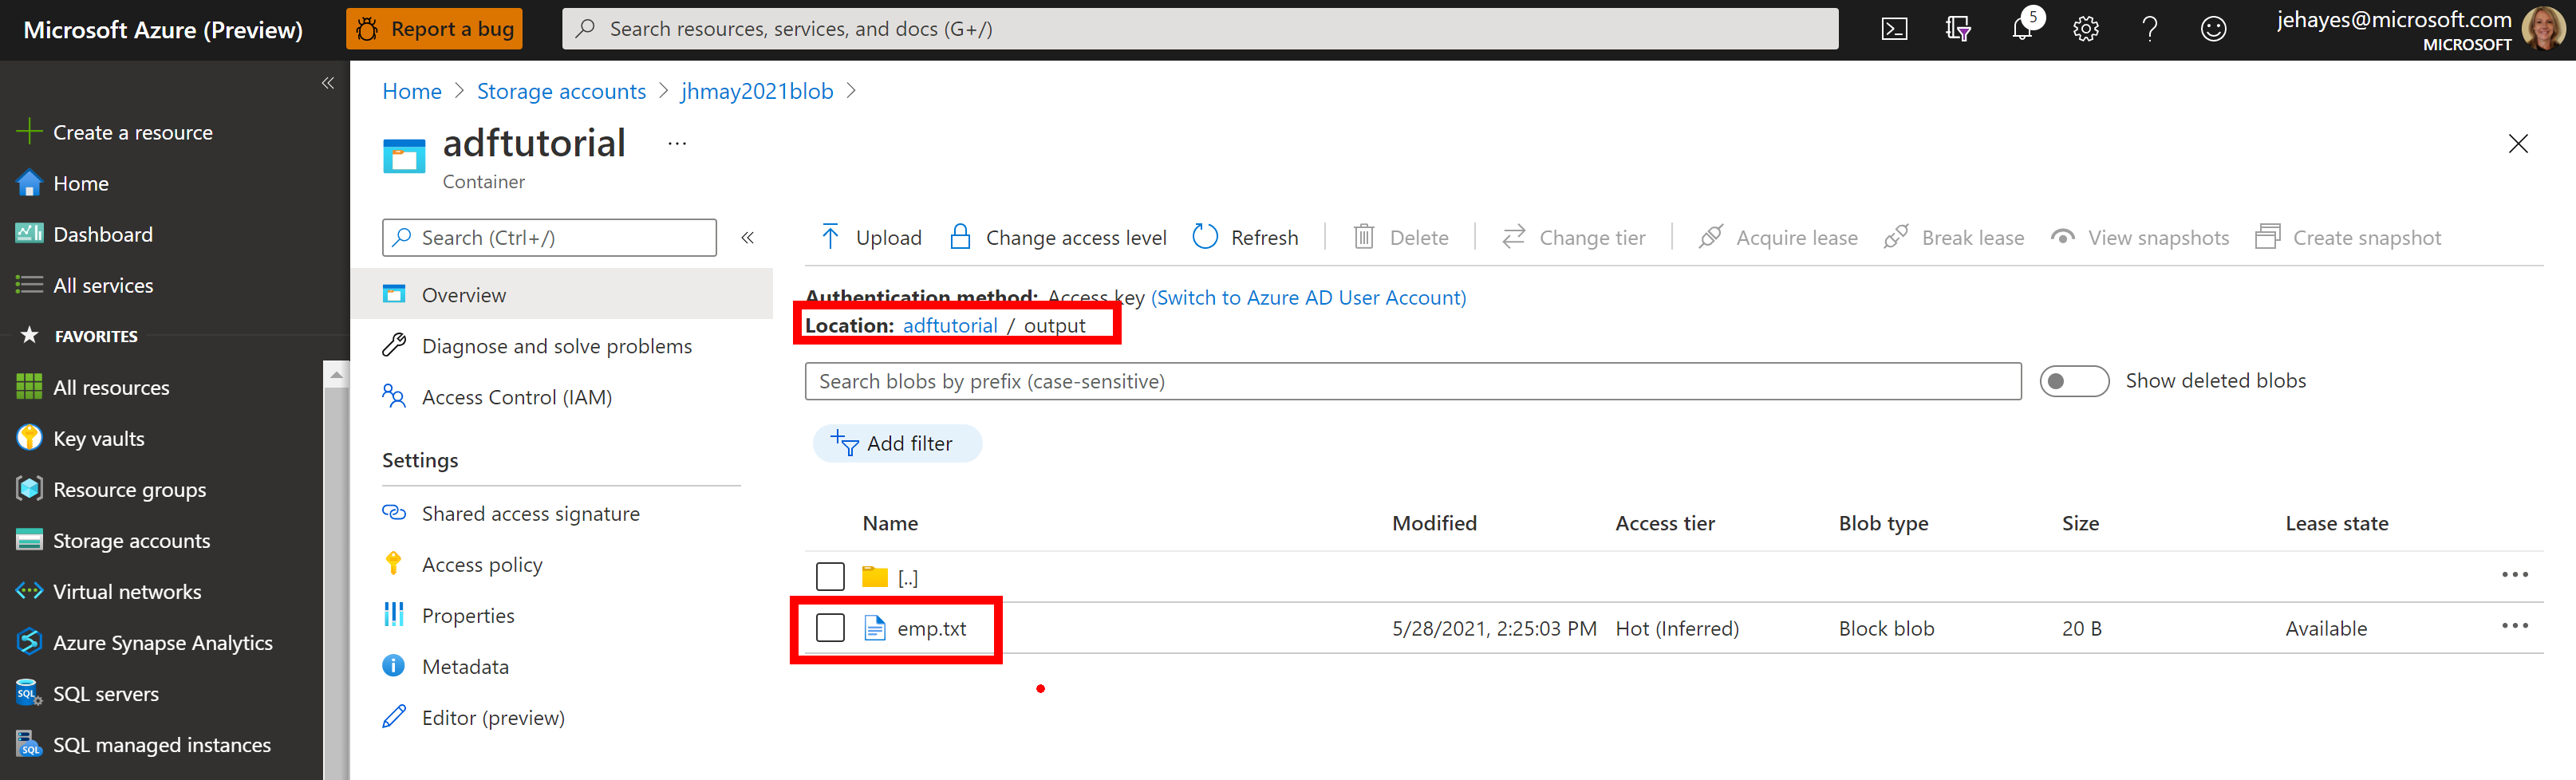 Microsoft Azure (Preview)
Report a bug
Search resources, services, and docs (G+/)
5
jehayes@microsoft.com
MICROSOFT
Create a resource
Home
Dashboard
All services
FAVORITES
All resources
Key vaults
Resource groups
Storage accounts
Virtual networks
Azure Synapse Analytics
SQL servers
SQL managed instances
Home > Storage accounts > jhmay2021blob >
adftutorial ...
Container
Search (Ctrl+/)
Overview
Diagnose and solve problems
Access Control (IAM)
Settings
Shared access signature
Access policy
Properties
Metadata
Editor (preview)
Upload Change access level Refresh Delete Change tier Acquire lease Break lease View snapshots Create snapshot
Authentication method: Access key (Switch to Azure AD User Account)
Location: adftutorial / output
Search blobs by prefix (case-sensitive)
Show deleted blobs
Add filter
Name Modified Access tier Blob type Size Lease state
[..]
emp.txt 5/28/2021, 2:25:03 PM Hot (Inferred) Block blob 20 B Available